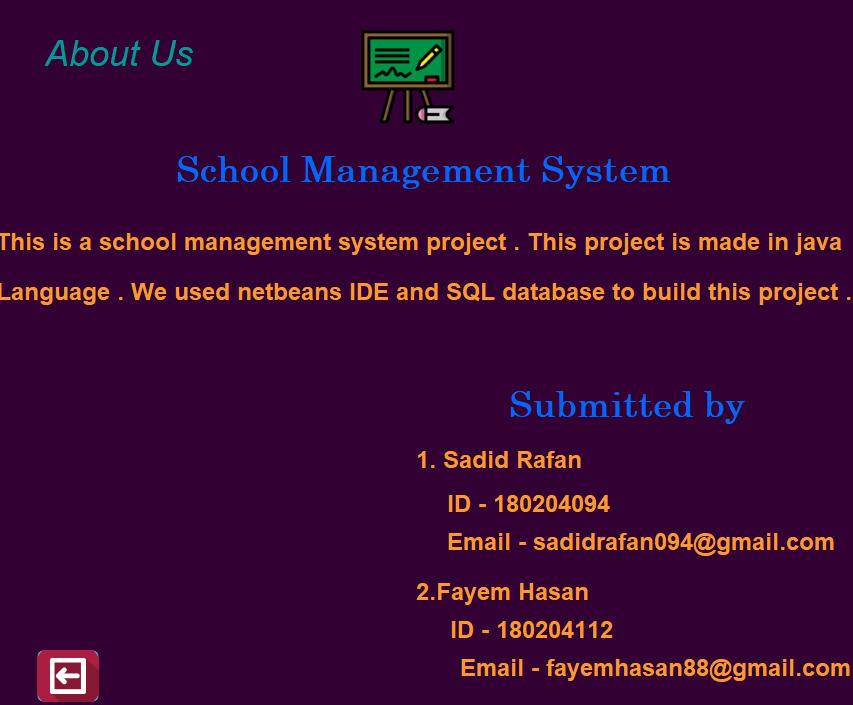 About Us
School Management System
This is a school management system project . This project is made in java
Language . We used netbeans IDE and SQL database to build this project .
Submitted by
1. Sadid Rafan
ID - 180204094
Email - sadidrafan094@gmail.com
2.Fayem Hasan
ID - 180204112
Email - fayemhasan88@gmail.com